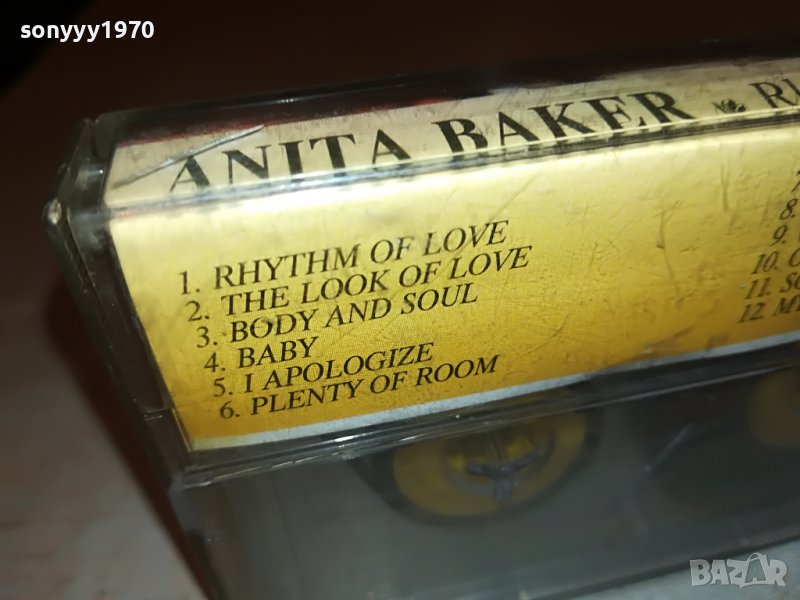 sonyyy1970
ANITA BAKER
1. RHYTHM OF LOVE
2. THE LOOK OF LOVE
3. BODY AND SOUL
4. BABY
5. I APOLOGIZE
6. PLENTY OF ROOM
8.
9.
10.
11.
12.
BAZAR